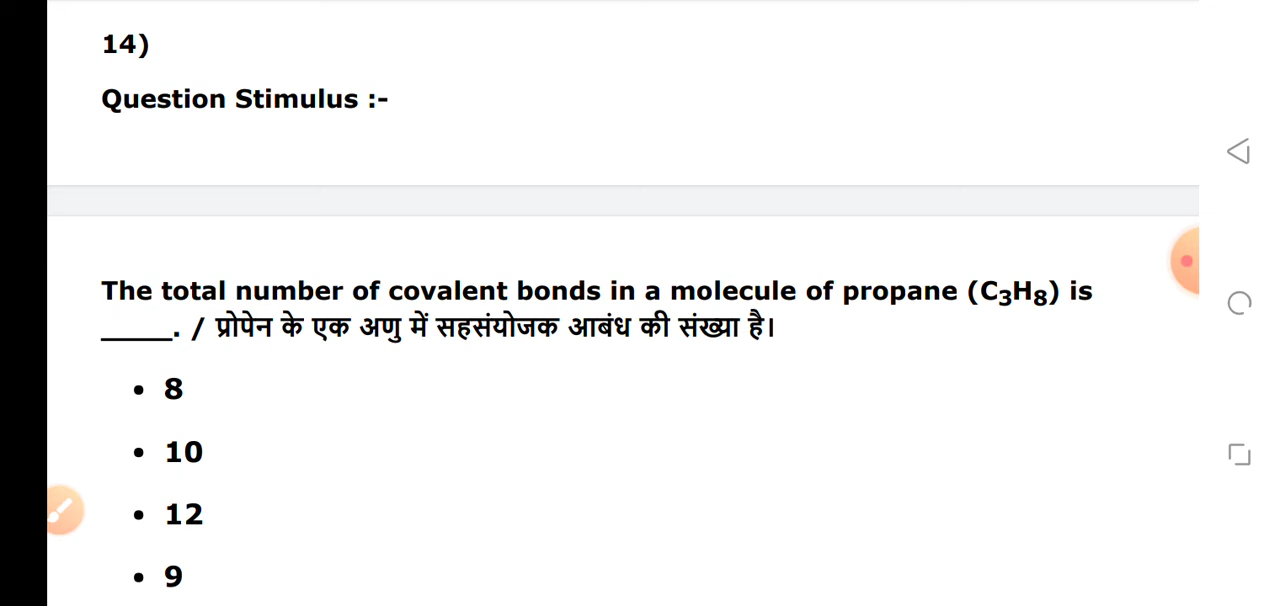 14)
Question Stimulus :-
The total number of covalent bonds in a molecule of propane (C₃H₈) is
_____. / प्रोपेन के एक अणु में सहसंयोजक आबंध की संख्या है।
• 8
• 10
• 12
• 9